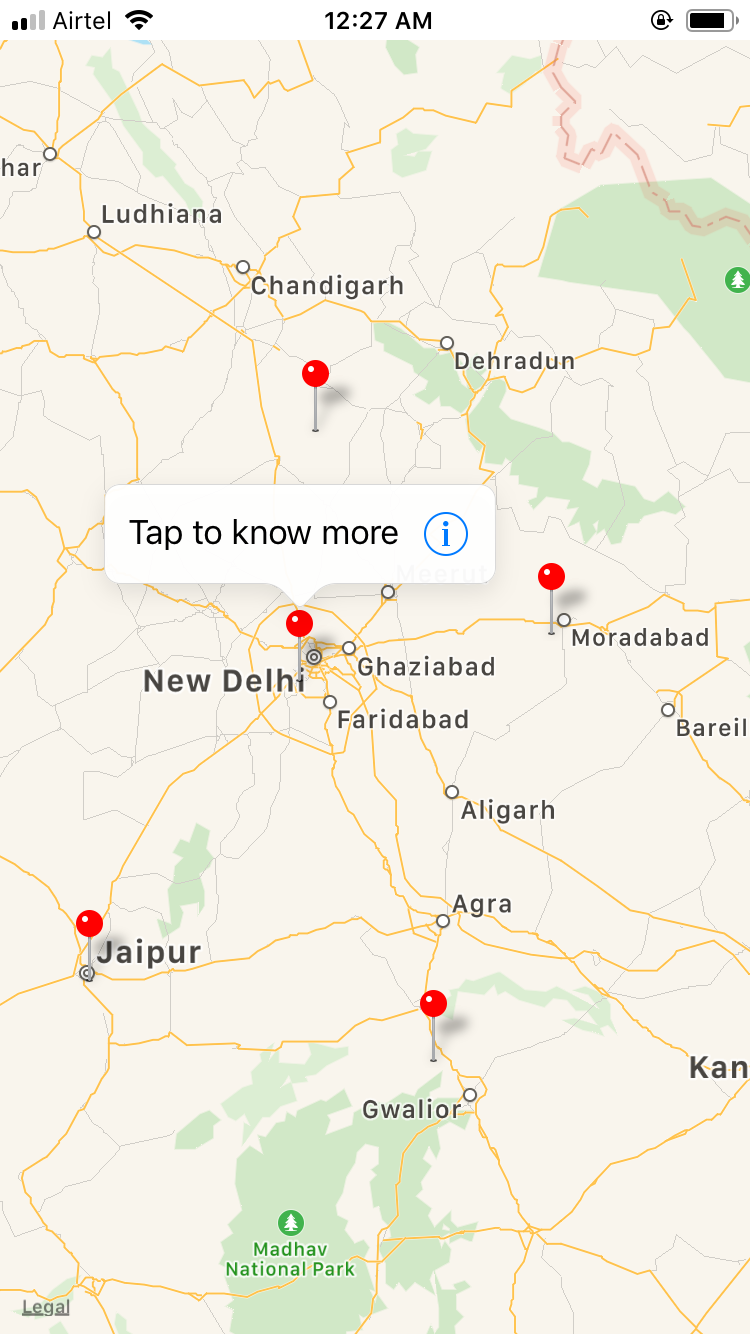 Airtel 12:27 AM
har
Ludhiana
Chandigarh
Dehradun
Tap to know more
Meerut
Moradabad
Ghaziabad
New Delhi
Faridabad
Bareil
Aligarh
Agra
Jaipur
Kan
Gwalior
Madhav
National Park
Legal